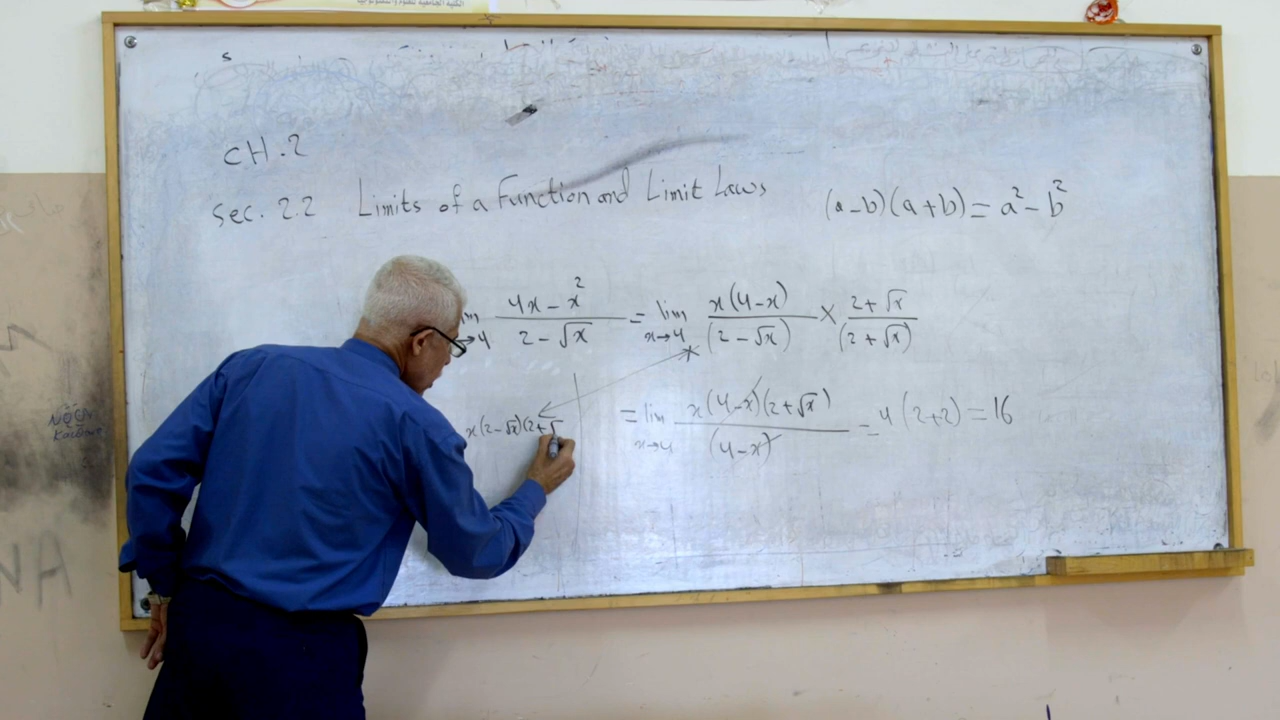 CH.2
Sec. 2.2 Limits of a Function and Limit Laws (a-b)(a+b) = a² - b²
(4x - x²)/(2 - √x) = lim x→4 x(4-x)/(2-√x) × (2+√x)/(2+√x)
= lim x→4 x(4-x)(2+√x)/(4-x) = 4(2+2) = 16
x(2-√x)(2+√